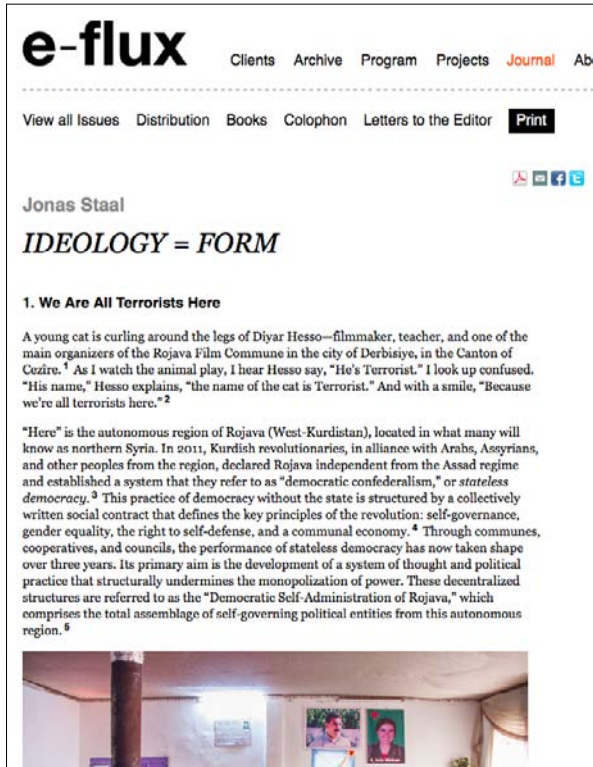 e-flux
Clients Archive Program Projects Journal Ab
View all Issues Distribution Books Colophon Letters to the Editor Print
Jonas Staal
IDEOLOGY = FORM
1. We Are All Terrorists Here
A young cat is curling around the legs of Diyar Hesso—filmmaker, teacher, and one of the
main organizers of the Rojava Film Commune in the city of Derbisiye, in the Canton of
Cezîre.1 As I watch the animal play, I hear Hesso say, “He’s Terrorist.” I look up confused.
“His name,” Hesso explains, “the name of the cat is Terrorist.” And with a smile, “Because
we’re all terrorists here.”2
“Here” is the autonomous region of Rojava (West-Kurdistan), located in what many will
know as northern Syria. In 2011, Kurdish revolutionaries, in alliance with Arabs, Assyrians,
and other peoples from the region, declared Rojava independent from the Assad regime
and established a system that they refer to as “democratic confederalism,” or stateless
democracy.3 This practice of democracy without the state is structured by a collectively
written social contract that defines the key principles of the revolution: self-governance,
gender equality, the right to self-defense, and a communal economy.4 Through communes,
cooperatives, and councils, the performance of stateless democracy has now taken shape
over three years. Its primary aim is the development of a system of thought and political
practice that structurally undermines the monopolization of power. These decentralized
structures are referred to as the “Democratic Self-Administration of Rojava,” which
comprises the total assemblage of self-governing political entities from this autonomous
region.5